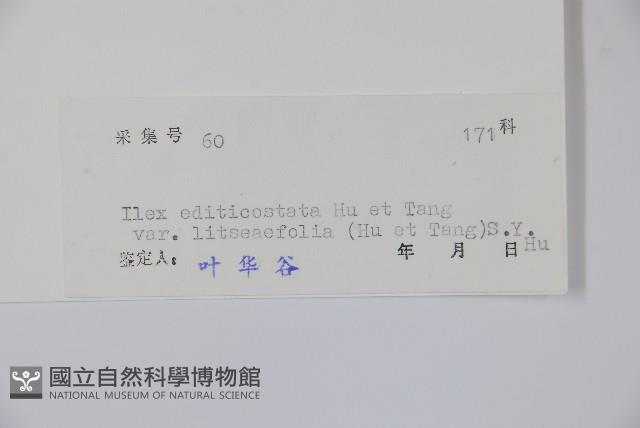 采集号 60 171科
Ilex editicostata Hu et Tang
var. litseaefolia (Hu et Tang)S.Y.
Hu
鉴定人: 叶华谷 年 月 日
國立自然科學博物館
NATIONAL MUSEUM OF NATURAL SCIENCE